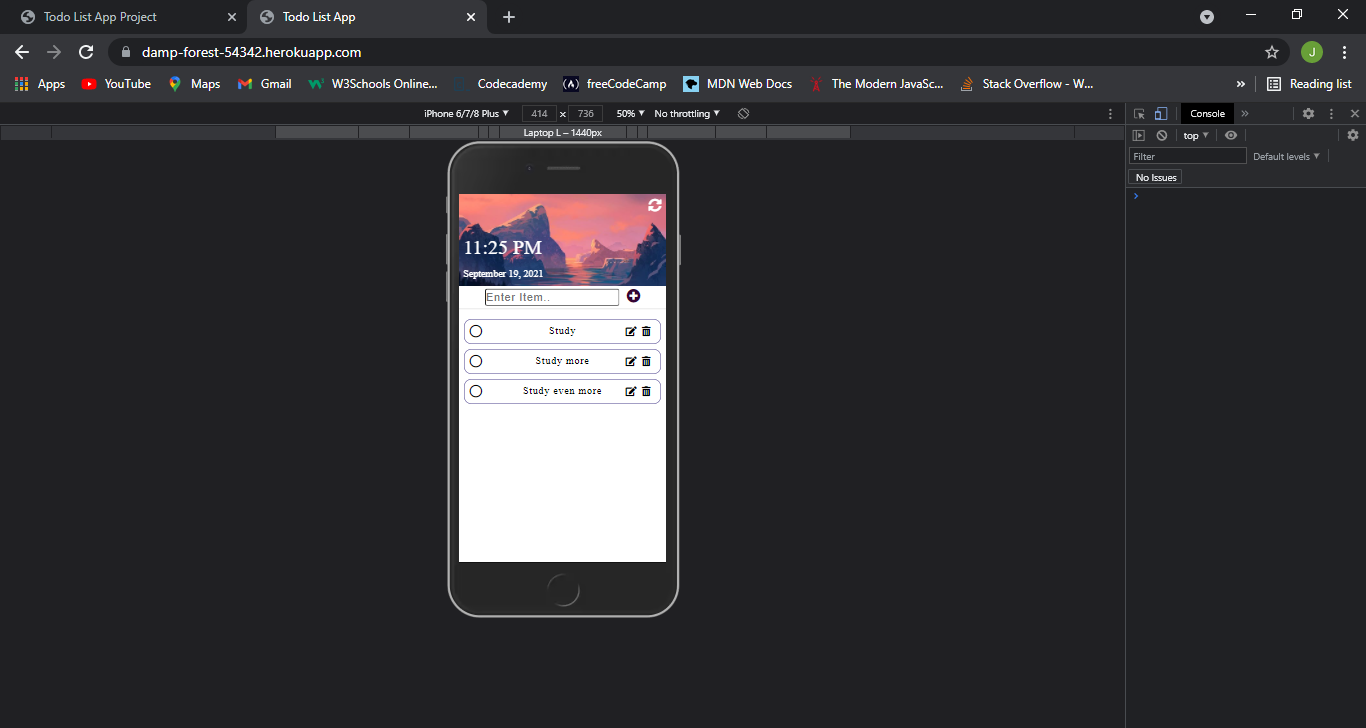 Todo List App Project
Todo List App
damp-forest-54342.herokuapp.com
J
Apps YouTube Maps Gmail W3Schools Online... Codecademy freeCodeCamp MDN Web Docs The Modern JavaSc... Stack Overflow - W... » Reading list
iPhone 6/7/8 Plus ▼ 414 x 736 50% ▼ No throttling ▼
Laptop L – 1440px
Console »
top ▼
Filter Default levels ▼
No Issues
›
11:25 PM
September 19, 2021
Enter Item..
Study
Study more
Study even more